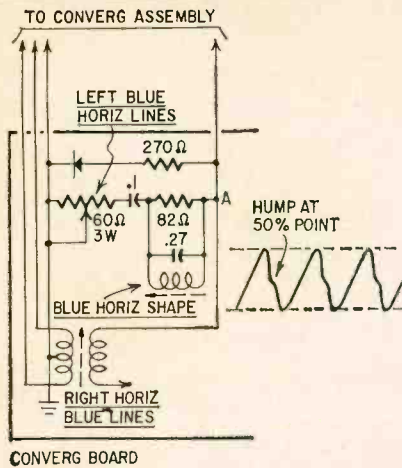 TO CONVERG ASSEMBLY
LEFT BLUE
HORIZ LINES
270Ω
.1
60Ω
3W
82Ω
A
.27
HUMP AT
50% POINT
BLUE HORIZ SHAPE
RIGHT HORIZ
BLUE LINES
CONVERG BOARD